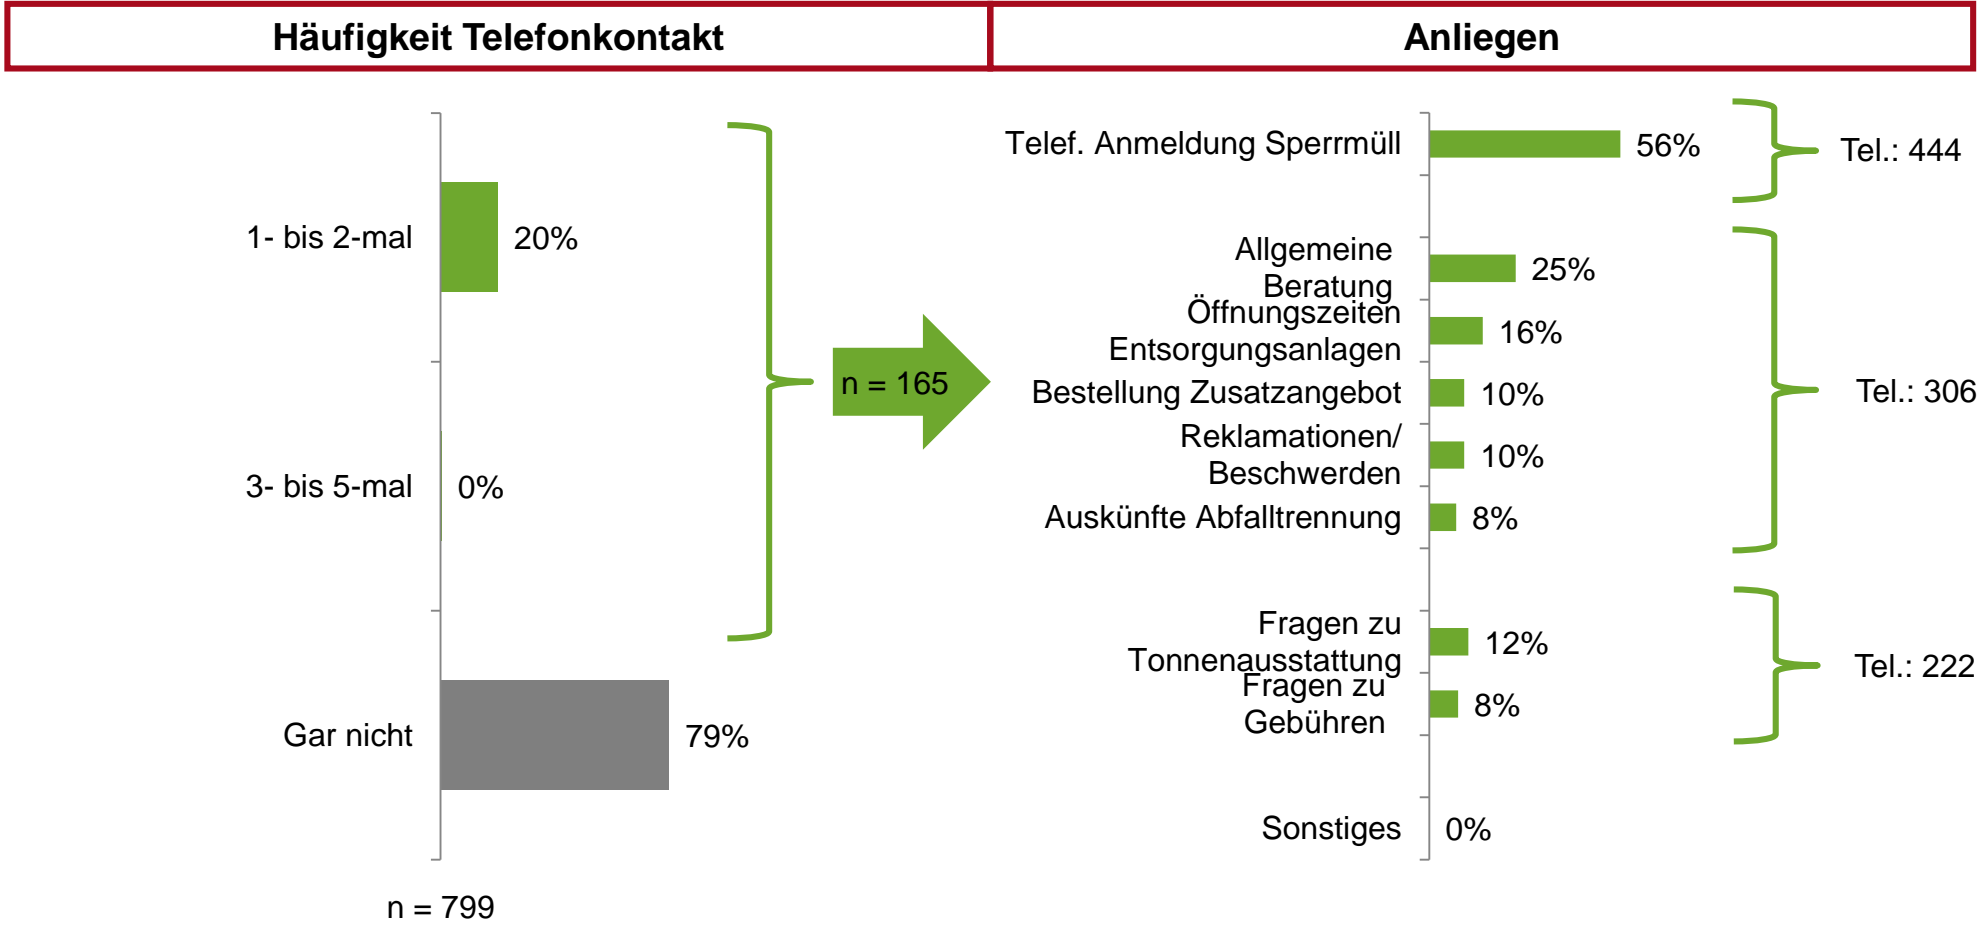 Häufigkeit Telefonkontakt
Anliegen
1- bis 2-mal
20%
3- bis 5-mal
0%
Gar nicht
79%
n = 799
n = 165
Telef. Anmeldung Sperrmüll
56%
Tel.: 444
Allgemeine
Beratung
25%
Öffnungszeiten
Entsorgungsanlagen
16%
Bestellung Zusatzangebot
10%
Reklamationen/
Beschwerden
10%
Auskünfte Abfalltrennung
8%
Tel.: 306
Fragen zu
Tonnenausstattung
12%
Fragen zu
Gebühren
8%
Tel.: 222
Sonstiges
0%